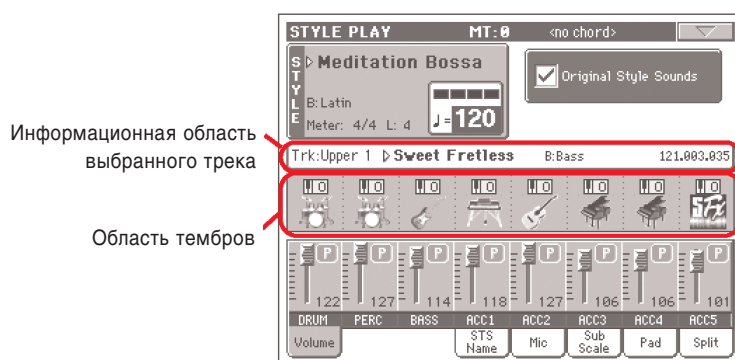 STYLE PLAY MT:0 <no chord>
STYLE
Meditation Bossa
Original Style Sounds
B:Latin
Meter: 4/4 L: 4 ♩=120
Информационная область
выбранного трека
Trk:Upper 1 Sweet Fretless B:Bass 121.003.035
SFX
Область тембров
P P P P P P P P
122 127 114 118 127 106 106 101
DRUM PERC BASS ACC1 ACC2 ACC3 ACC4 ACC5
Volume STS Name Mic Sub Scale Pad Split